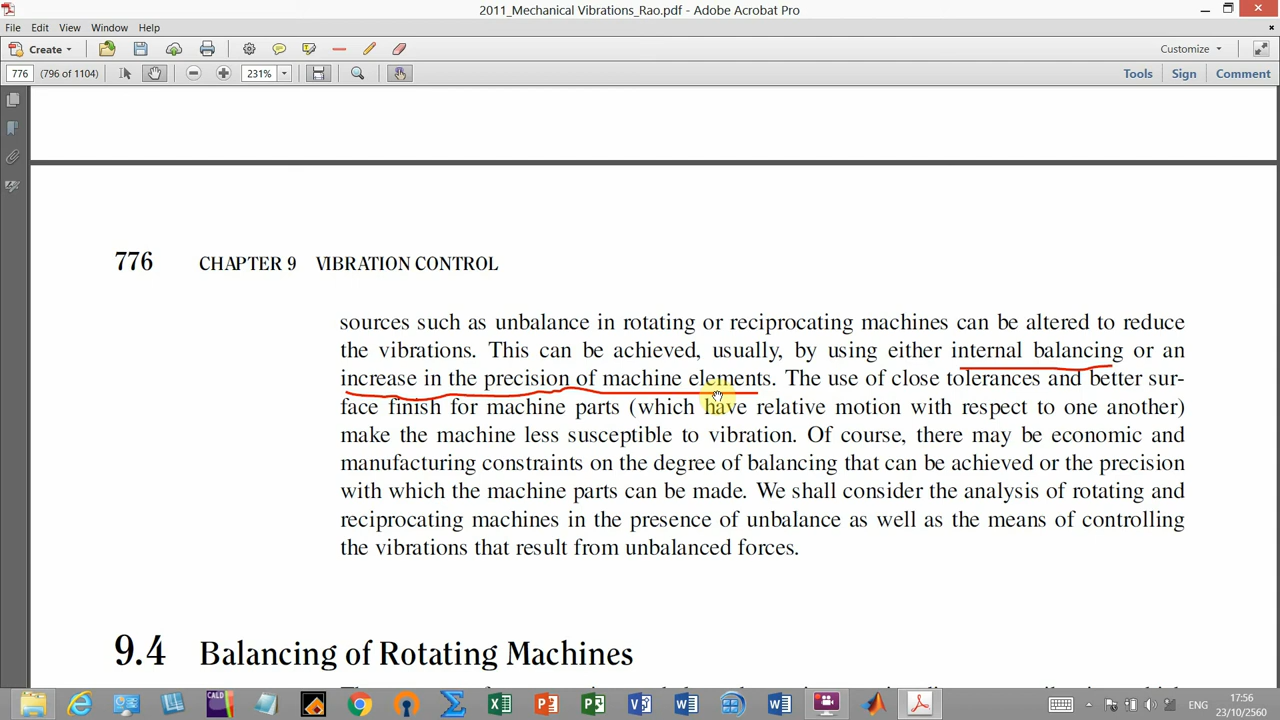 2011_Mechanical Vibrations_Rao.pdf - Adobe Acrobat Pro
File Edit View Window Help
Create Customize
776 (796 of 1104) 231% Tools Sign Comment
776 CHAPTER 9 VIBRATION CONTROL
sources such as unbalance in rotating or reciprocating machines can be altered to reduce
the vibrations. This can be achieved, usually, by using either internal balancing or an
increase in the precision of machine elements. The use of close tolerances and better sur-
face finish for machine parts (which have relative motion with respect to one another)
make the machine less susceptible to vibration. Of course, there may be economic and
manufacturing constraints on the degree of balancing that can be achieved or the precision
with which the machine parts can be made. We shall consider the analysis of rotating and
reciprocating machines in the presence of unbalance as well as the means of controlling
the vibrations that result from unbalanced forces.
9.4 Balancing of Rotating Machines
CALD
ENG
17:56
23/10/2560